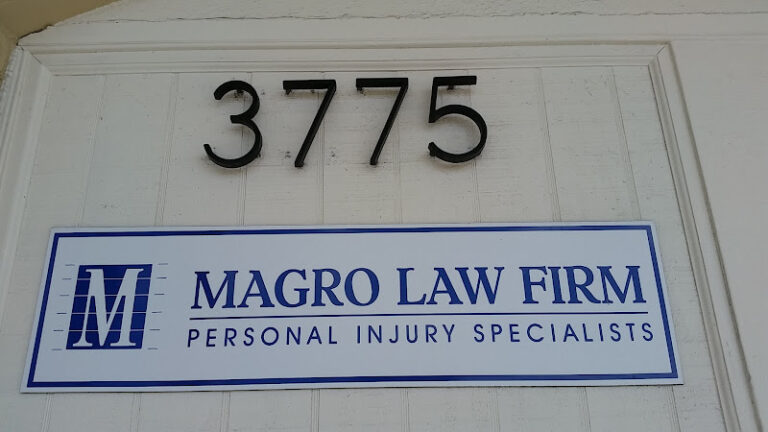 3775
M
MAGRO LAW FIRM
PERSONAL INJURY SPECIALISTS